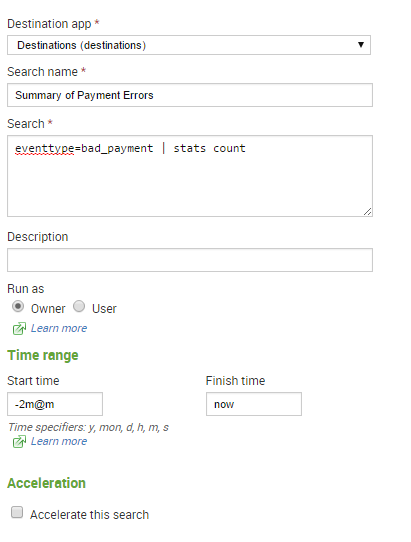 Destination app *
Destinations (destinations)
Search name *
Summary of Payment Errors
Search *
eventtype=bad_payment | stats count
Description
Run as
Owner User
Learn more
Time range
Start time Finish time
-2m@m now
Time specifiers: y, mon, d, h, m, s
Learn more
Acceleration
Accelerate this search